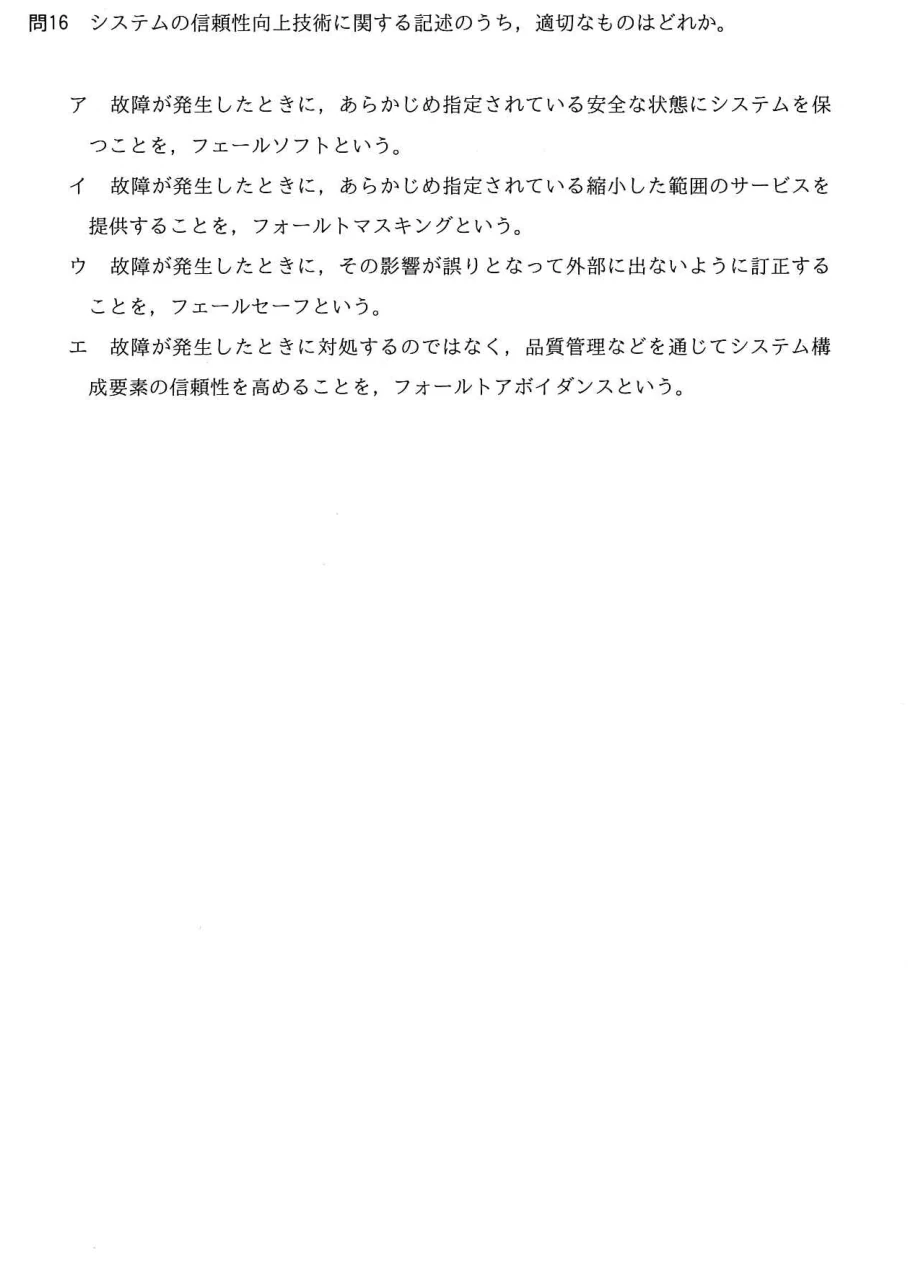 問16　システムの信頼性向上技術に関する記述のうち，適切なものはどれか。
ア　故障が発生したときに，あらかじめ指定されている安全な状態にシステムを保
つことを，フェールソフトという。
イ　故障が発生したときに，あらかじめ指定されている縮小した範囲のサービスを
提供することを，フォールトマスキングという。
ウ　故障が発生したときに，その影響が誤りとなって外部に出ないように訂正する
ことを，フェールセーフという。
エ　故障が発生したときに対処するのではなく，品質管理などを通じてシステム構
成要素の信頼性を高めることを，フォールトアボイダンスという。